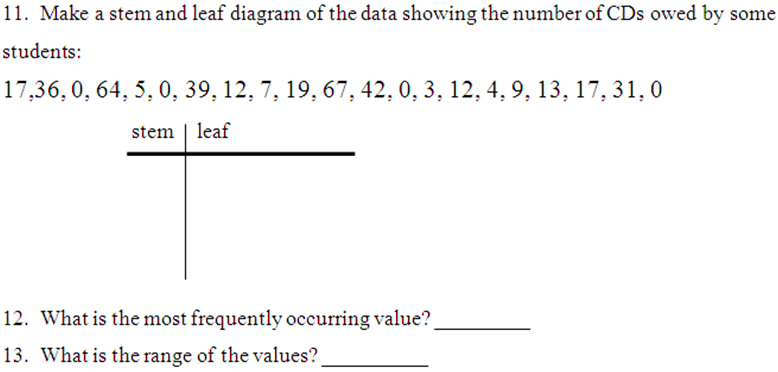 11. Make a stem and leaf diagram of the data showing the number of CDs owed by some
students:
17,36, 0, 64, 5, 0, 39, 12, 7, 19, 67, 42, 0, 3, 12, 4, 9, 13, 17, 31, 0
stem leaf
12. What is the most frequently occurring value?
13. What is the range of the values?